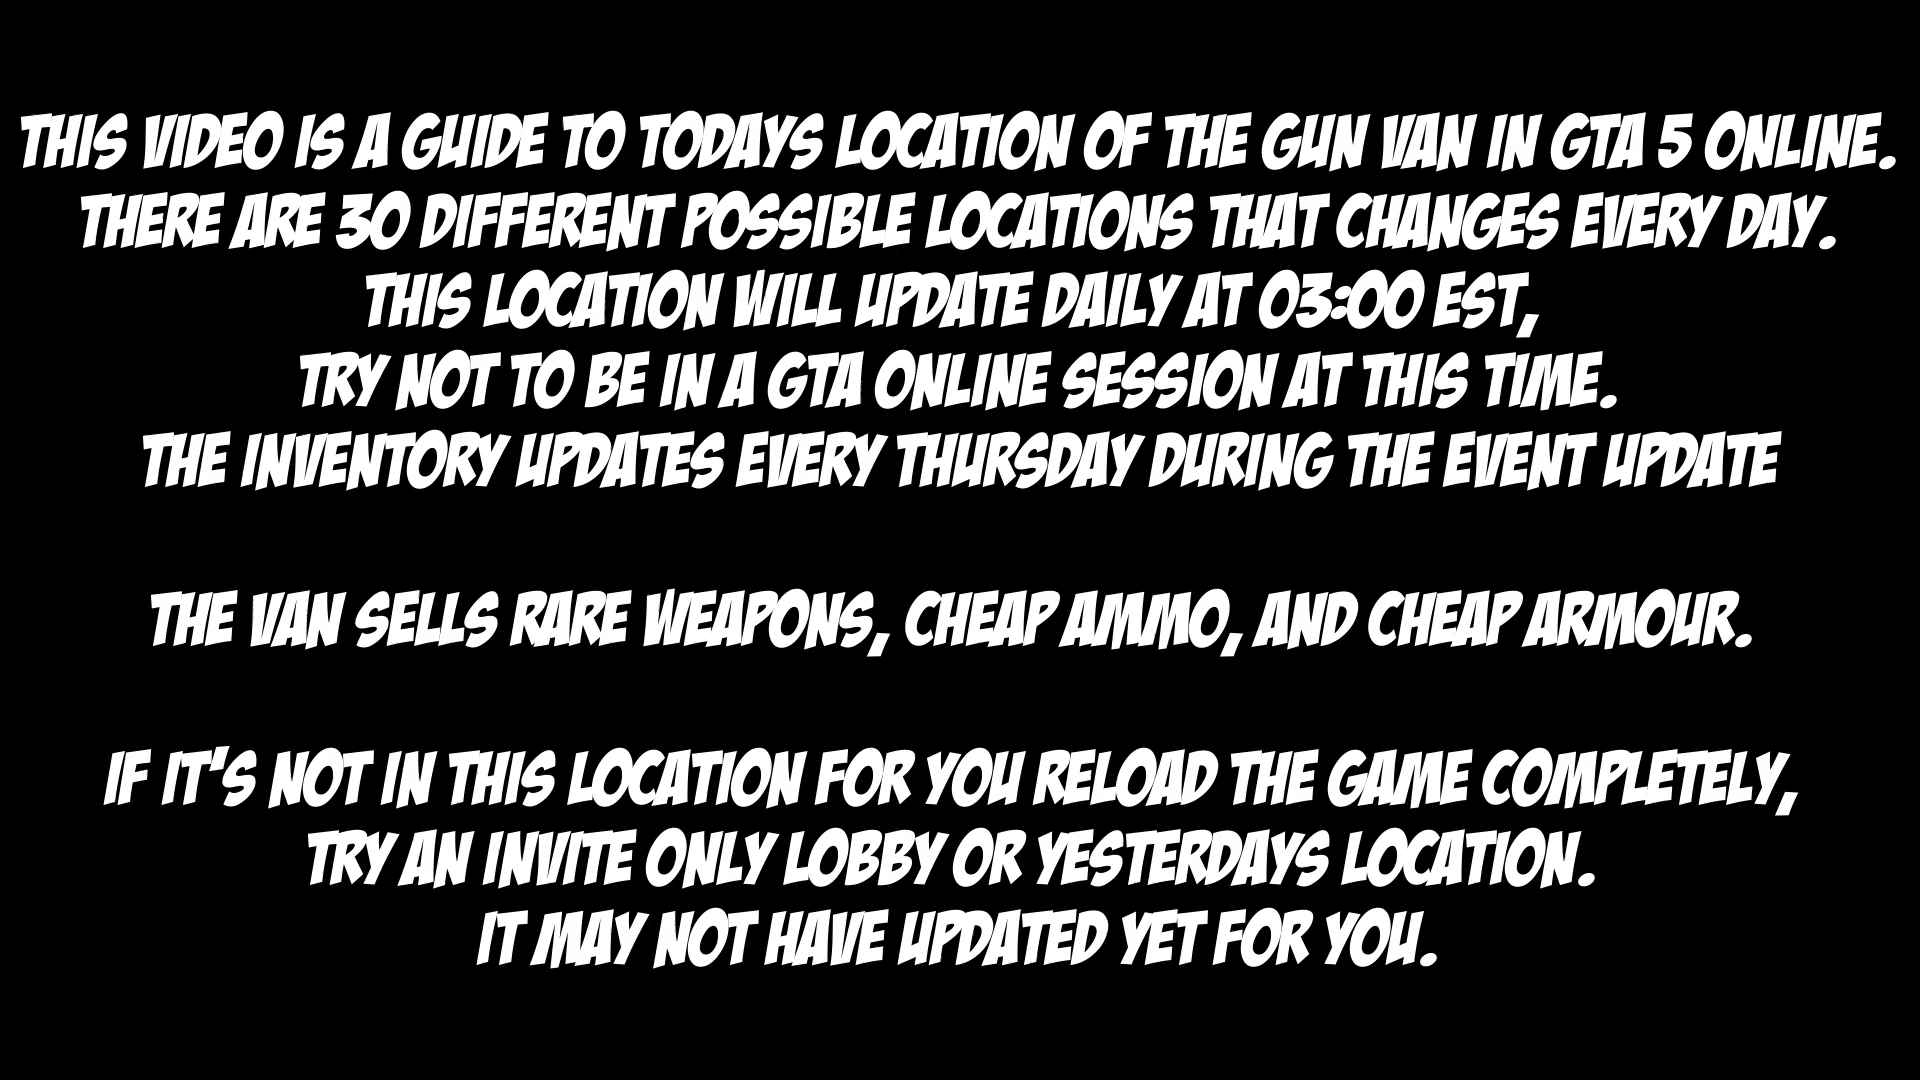 THIS VIDEO IS A GUIDE TO TODAYS LOCATION OF THE GUN VAN IN GTA 5 ONLINE.
THERE ARE 30 DIFFERENT POSSIBLE LOCATIONS THAT CHANGES EVERY DAY.
THIS LOCATION WILL UPDATE DAILY AT 03:00 EST,
TRY NOT TO BE IN A GTA ONLINE SESSION AT THIS TIME.
THE INVENTORY UPDATES EVERY THURSDAY DURING THE EVENT UPDATE
THE VAN SELLS RARE WEAPONS, CHEAP AMMO, AND CHEAP ARMOUR.
IF IT'S NOT IN THIS LOCATION FOR YOU RELOAD THE GAME COMPLETELY,
TRY AN INVITE ONLY LOBBY OR YESTERDAYS LOCATION.
IT MAY NOT HAVE UPDATED YET FOR YOU.